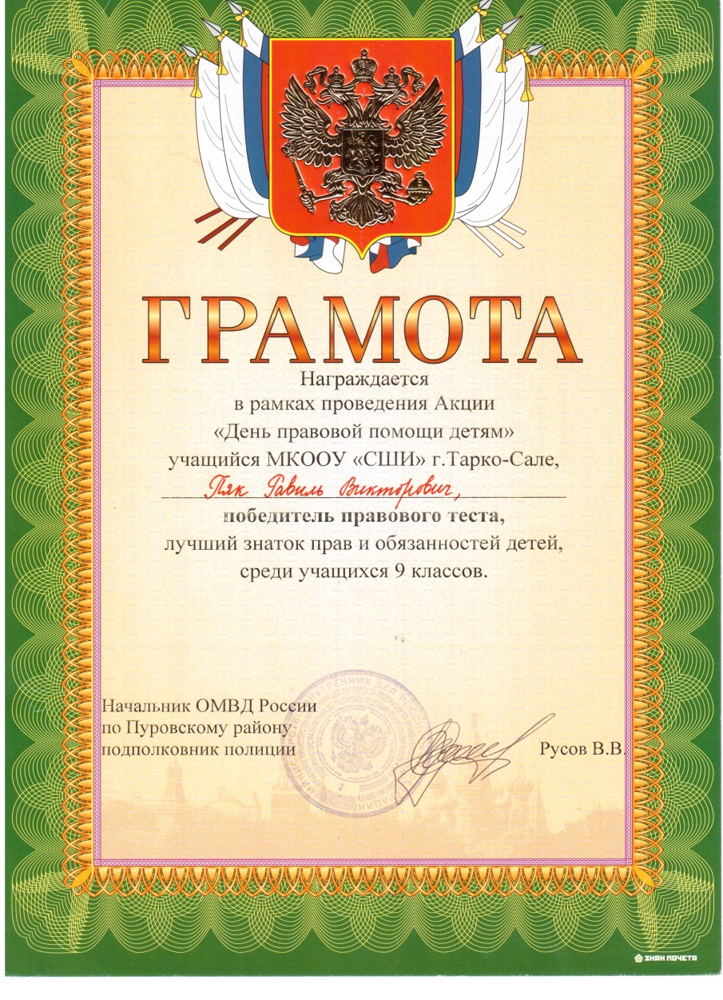 ГРАМОТА
Награждается
в рамках проведения Акции
«День правовой помощи детям»
учащийся МКООУ «СШИ» г.Тарко-Сале,
Пяк Равиль Викторович,
победитель правового теста,
лучший знаток прав и обязанностей детей,
среди учащихся 9 классов.
Начальник ОМВД России
по Пуровскому району
подполковник полиции
Русов В.В.
ЗНАК ПОЧЕТА